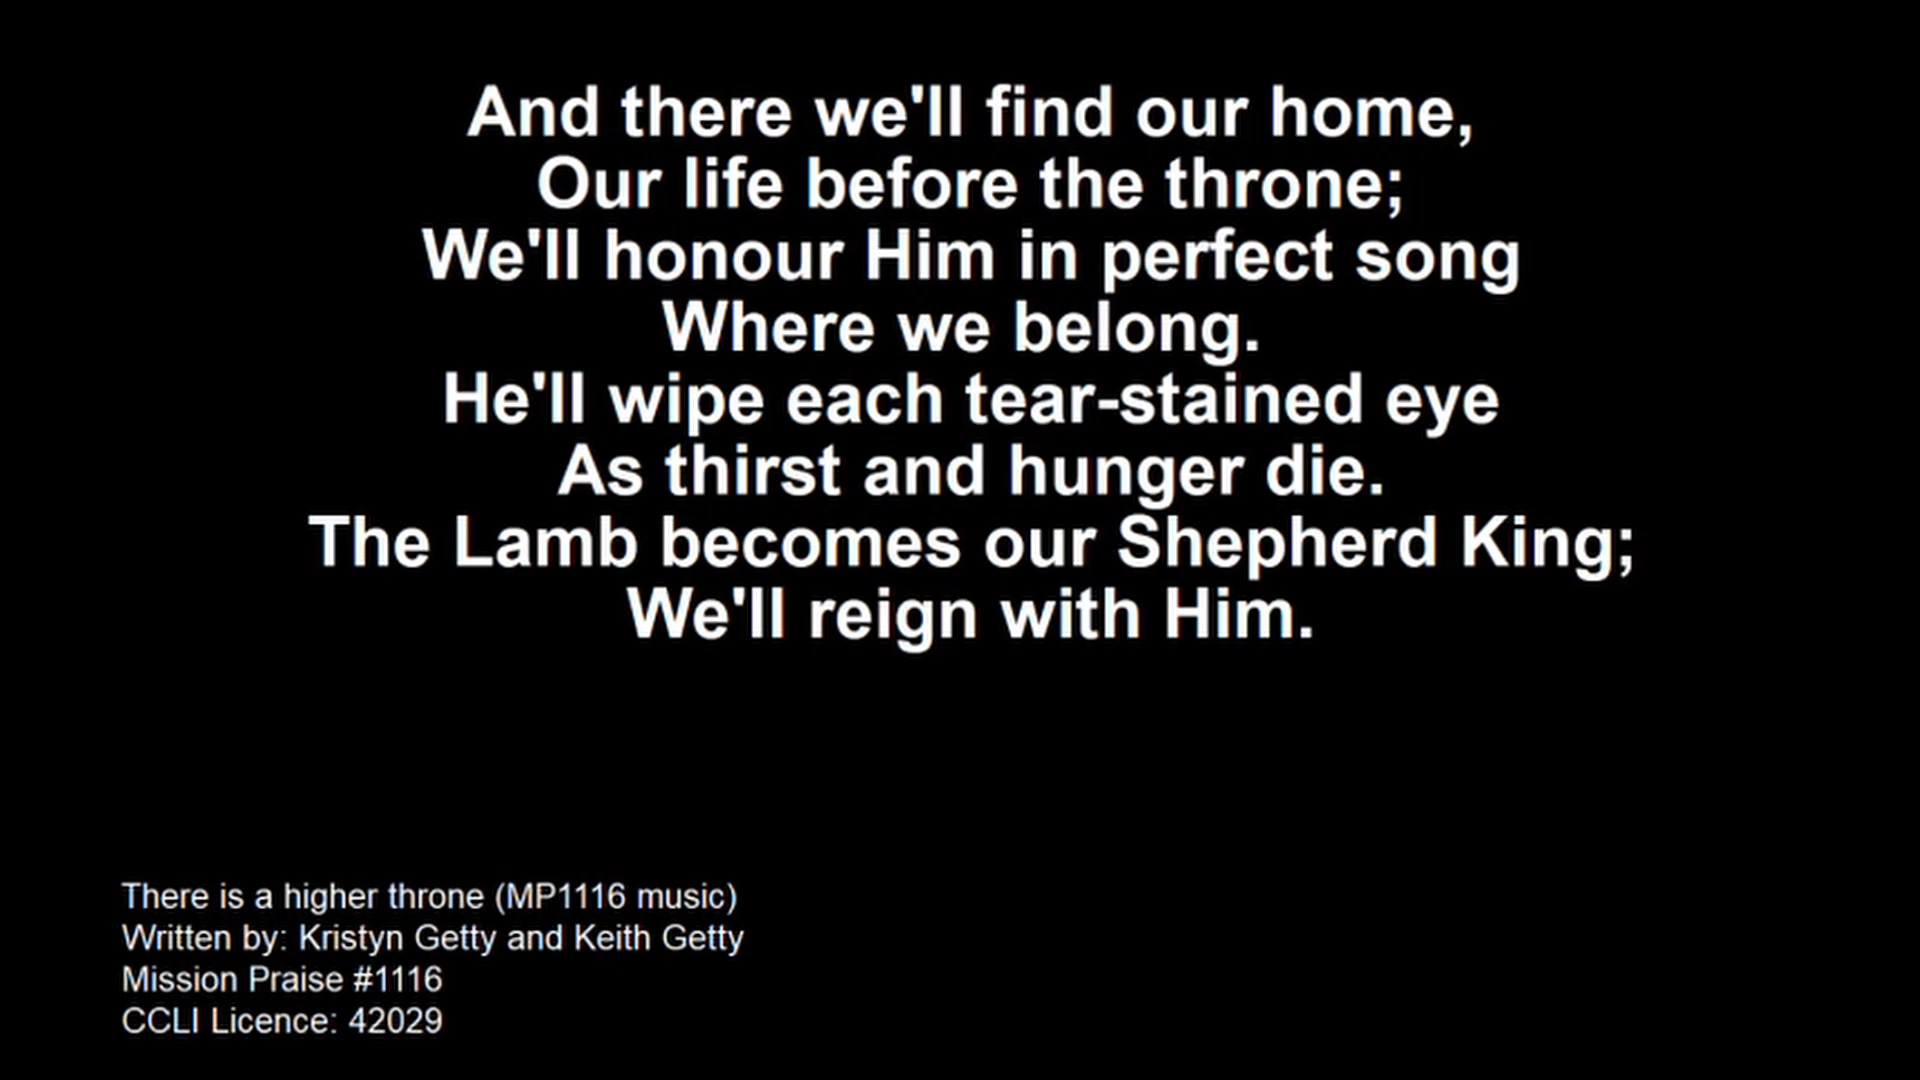 And there we'll find our home,
Our life before the throne;
We'll honour Him in perfect song
Where we belong.
He'll wipe each tear-stained eye
As thirst and hunger die.
The Lamb becomes our Shepherd King;
We'll reign with Him.
There is a higher throne (MP1116 music)
Written by: Kristyn Getty and Keith Getty
Mission Praise #1116
CCLI Licence: 42029